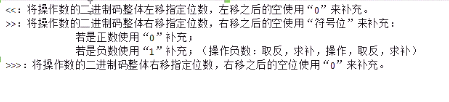 <<：将操作数的二进制码整体左移指定位数，左移之后的空使用“0”来补充。
>>：将操作数的二进制码整体右移指定位数，右移之后的空使用“符号位”来补充：
若是正数使用“0”补充；
若是负数使用“1”补充；（操作负数：取反，求补，操作，取反，求补）
>>>：将操作数的二进制码整体右移指定位数，右移之后的空位使用“0”来补充。